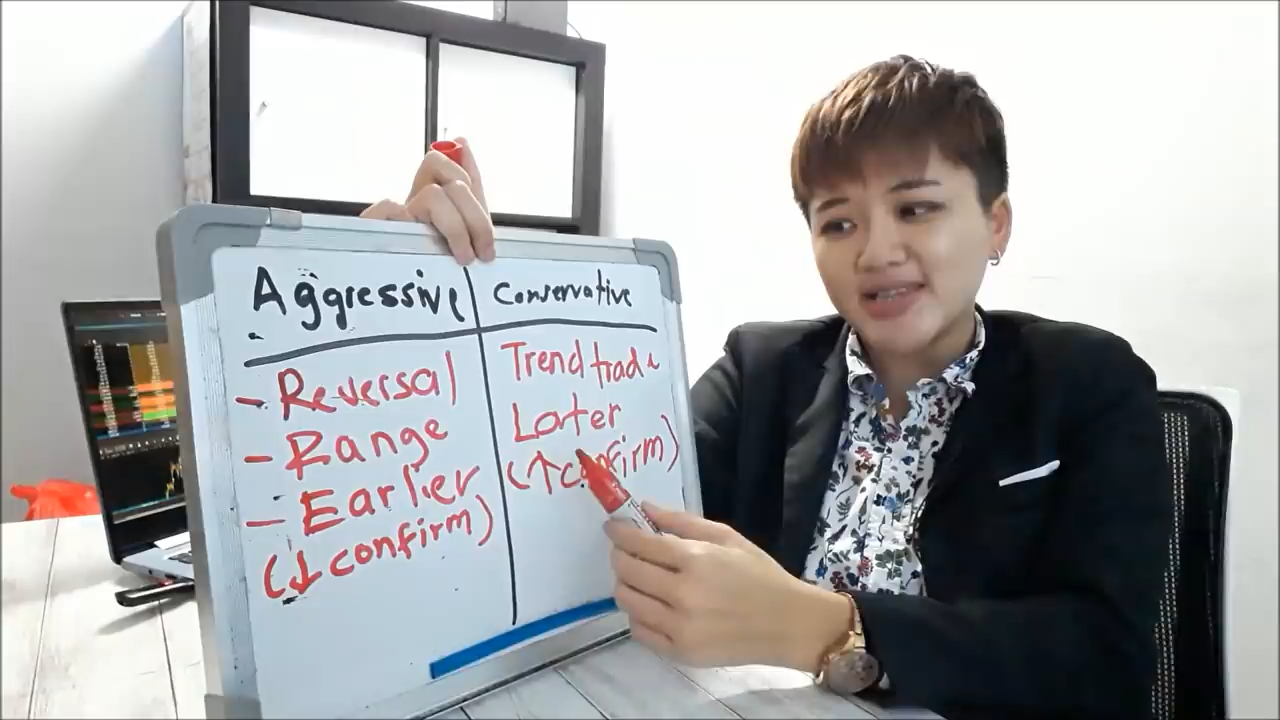 Aggressive
Conservative
- Reversal
- Range
- Earlier
(↓confirm)
Trend trade
Later
(↑confirm)